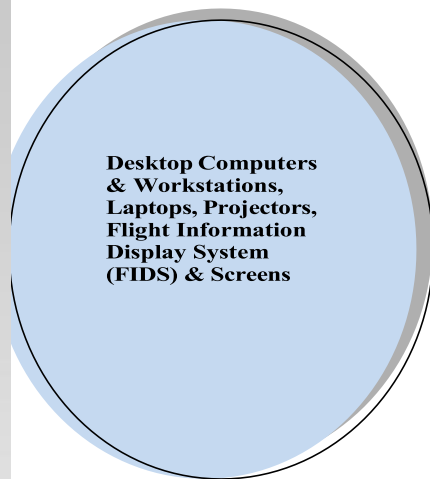 Desktop Computers
& Workstations,
Laptops, Projectors,
Flight Information
Display System
(FIDS) & Screens